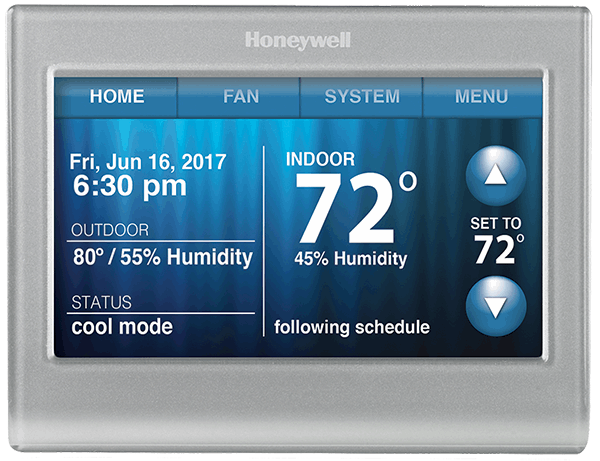 Honeywell
HOME FAN SYSTEM MENU
Fri, Jun 16, 2017
6:30 pm
OUTDOOR
80° / 55% Humidity
STATUS
cool mode
INDOOR
72°
45% Humidity
following schedule
SET TO
72°